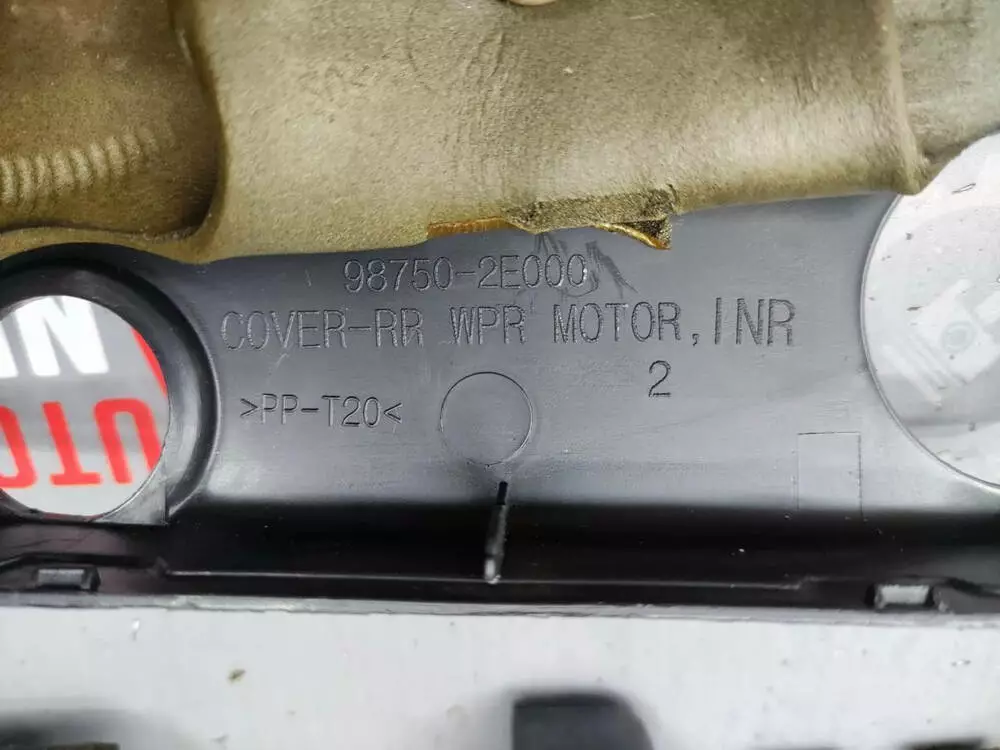 98750-2E000
COVER-RR WPR MOTOR,INR
2
>PP-T20<